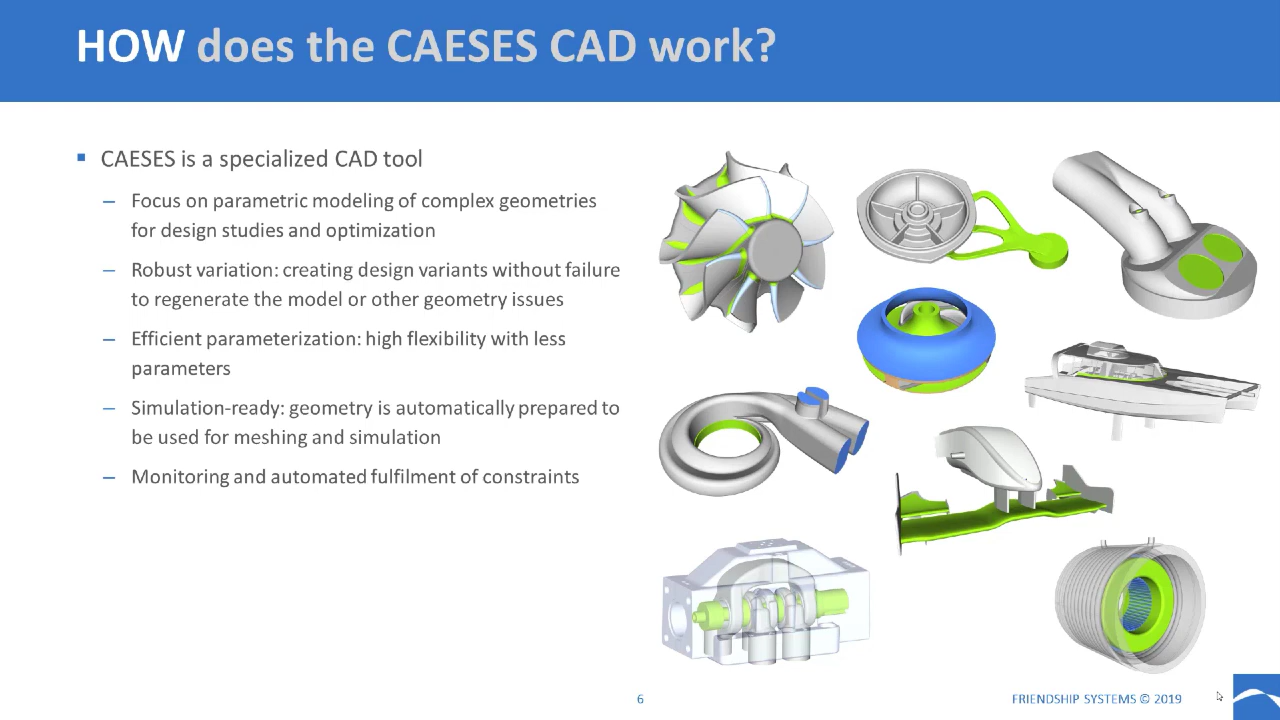 HOW does the CAESES CAD work?
▪ CAESES is a specialized CAD tool
– Focus on parametric modeling of complex geometries
for design studies and optimization
– Robust variation: creating design variants without failure
to regenerate the model or other geometry issues
– Efficient parameterization: high flexibility with less
parameters
– Simulation-ready: geometry is automatically prepared to
be used for meshing and simulation
– Monitoring and automated fulfilment of constraints
6
FRIENDSHIP SYSTEMS © 2019